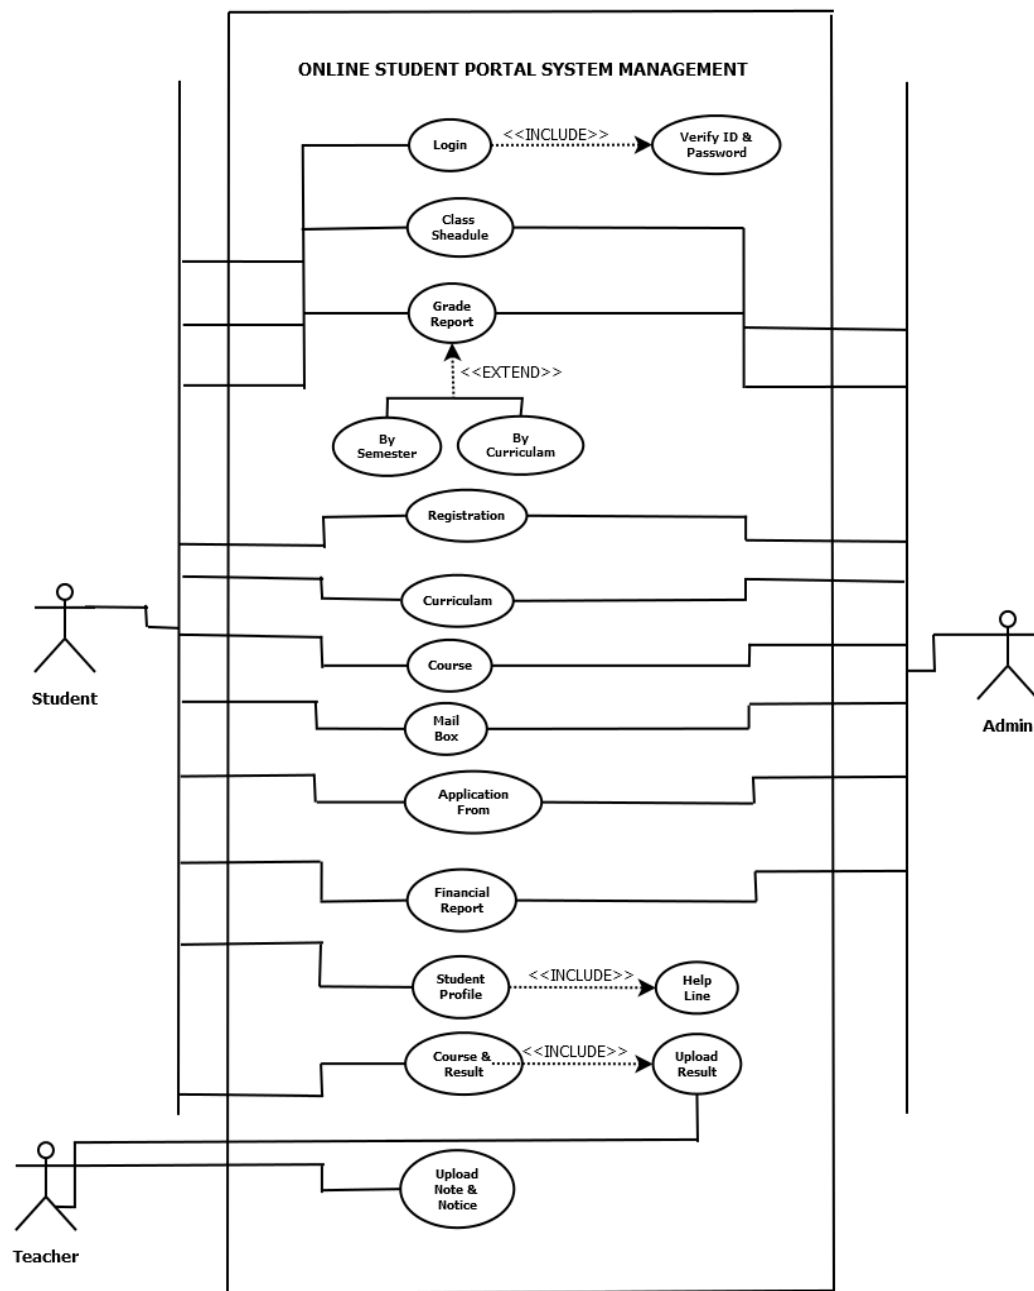 ONLINE STUDENT PORTAL SYSTEM MANAGEMENT
Login
<<INCLUDE>>
Verify ID &
Password
Class
Sheadule
Grade
Report
<<EXTEND>>
By
Semester
By
Curriculam
Registration
Curriculam
Course
Student
Admin
Mail
Box
Application
From
Financial
Report
Student
Profile
<<INCLUDE>>
Help
Line
Course &
Result
<<INCLUDE>>
Upload
Result
Upload
Note &
Notice
Teacher